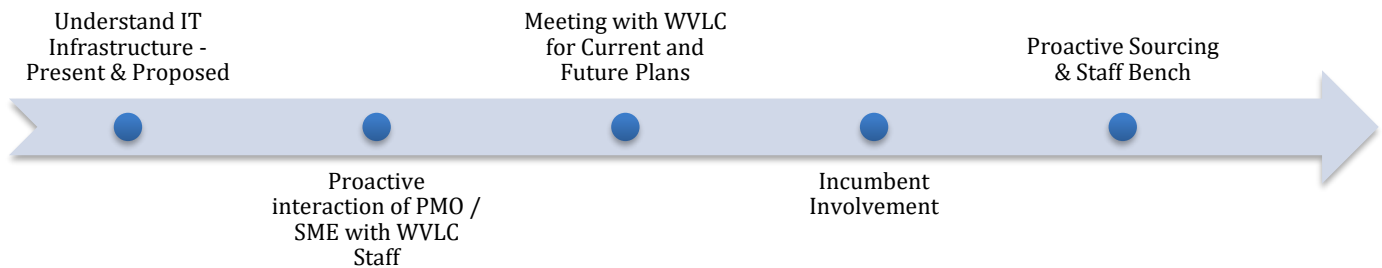 Understand IT
Infrastructure -
Present & Proposed
Proactive
interaction of PMO /
SME with WVLC
Staff
Meeting with WVLC
for Current and
Future Plans
Incumbent
Involvement
Proactive Sourcing
& Staff Bench